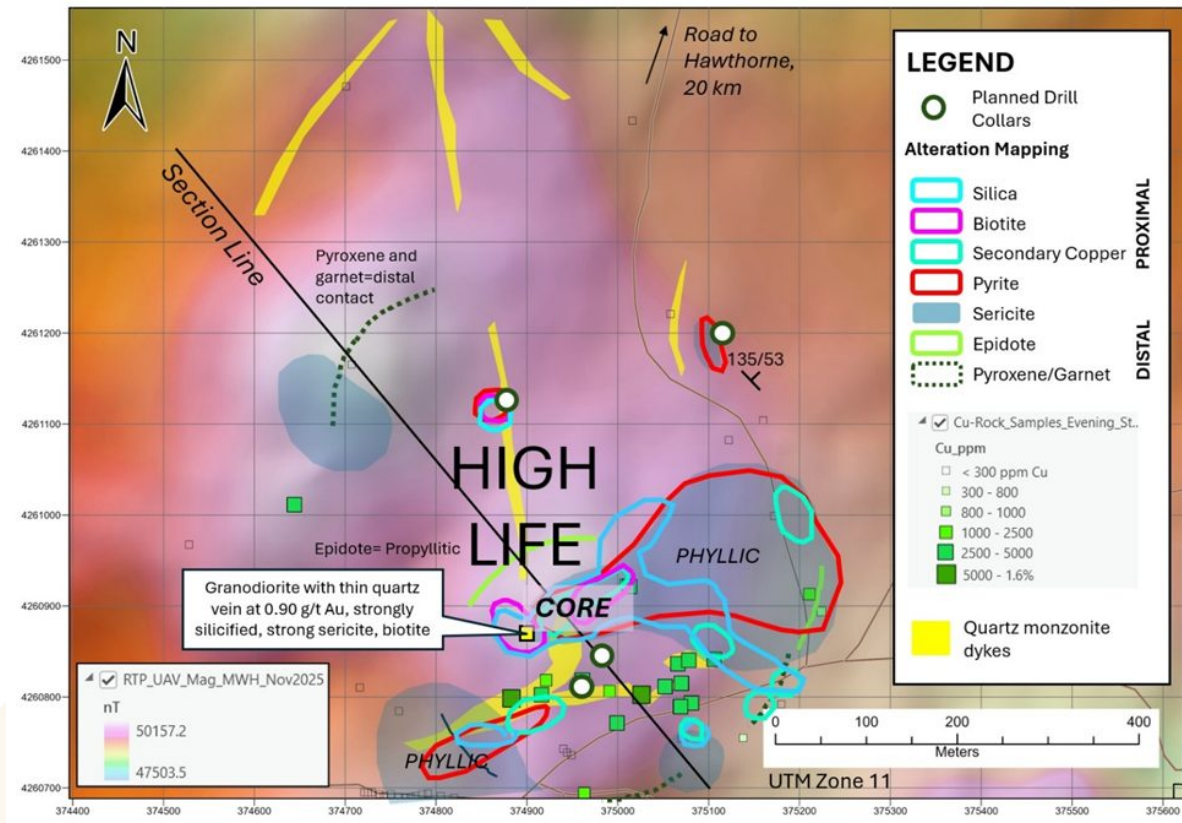 N
Road to
Hawthorne,
20 km
Section Line
Pyroxene and
garnet=distal
contact
135/53
HIGH
LIFE
Epidote= Propyllitic
PHYLLIC
CORE
Granodiorite with thin quartz
vein at 0.90 g/t Au, strongly
silicified, strong sericite, biotite
PHYLLIC
RTP_UAV_Mag_MWH_Nov2025
nT
50157.2
47503.5
LEGEND
Planned Drill
Collars
Alteration Mapping
Silica
Biotite
Secondary Copper
Pyrite
Sericite
Epidote
Pyroxene/Garnet
PROXIMAL
DISTAL
Cu-Rock_Samples_Evening_St..
Cu_ppm
< 300 ppm Cu
300 - 800
800 - 1000
1000 - 2500
2500 - 5000
5000 - 1.6%
Quartz monzonite
dykes
0 100 200 400
Meters
UTM Zone 11
4261500
4261400
4261300
4261200
4261100
4261000
4260900
4260800
4260700
374400 374500 374600 374700 374800 374900 375000 375100 375200 375300 375400 375500 375600